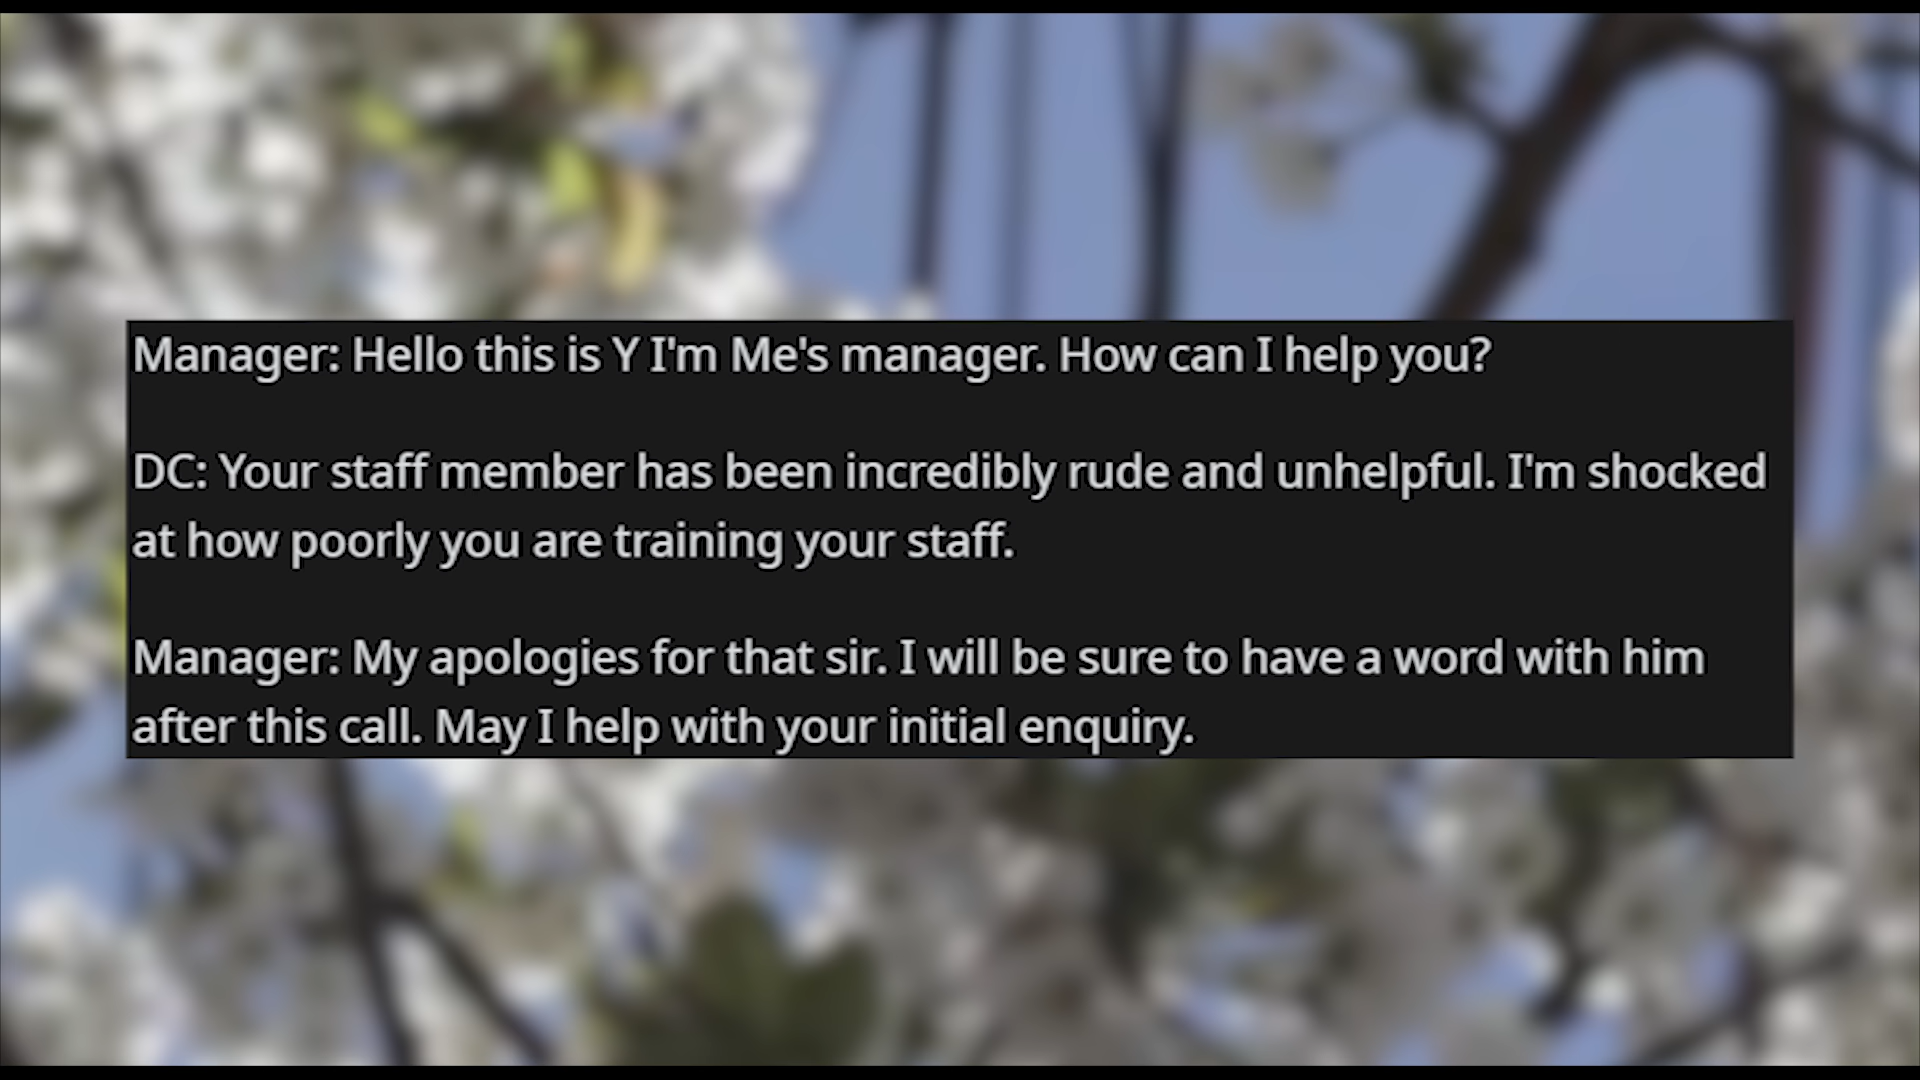 Manager: Hello this is Y I'm Me's manager. How can I help you?
DC: Your staff member has been incredibly rude and unhelpful. I'm shocked
at how poorly you are training your staff.
Manager: My apologies for that sir. I will be sure to have a word with him
after this call. May I help with your initial enquiry.